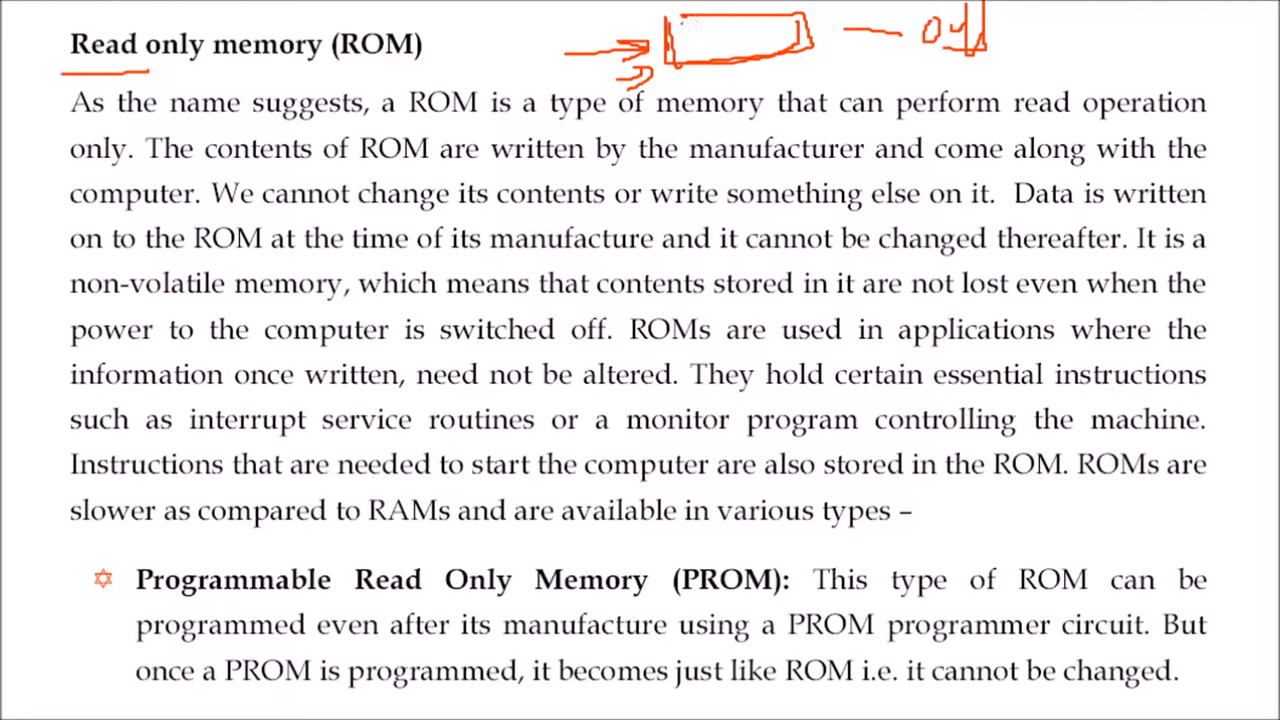 Read only memory (ROM)
As the name suggests, a ROM is a type of memory that can perform read operation
only. The contents of ROM are written by the manufacturer and come along with the
computer. We cannot change its contents or write something else on it. Data is written
on to the ROM at the time of its manufacture and it cannot be changed thereafter. It is a
non-volatile memory, which means that contents stored in it are not lost even when the
power to the computer is switched off. ROMs are used in applications where the
information once written, need not be altered. They hold certain essential instructions
such as interrupt service routines or a monitor program controlling the machine.
Instructions that are needed to start the computer are also stored in the ROM. ROMs are
slower as compared to RAMs and are available in various types –
Programmable Read Only Memory (PROM): This type of ROM can be
programmed even after its manufacture using a PROM programmer circuit. But
once a PROM is programmed, it becomes just like ROM i.e. it cannot be changed.